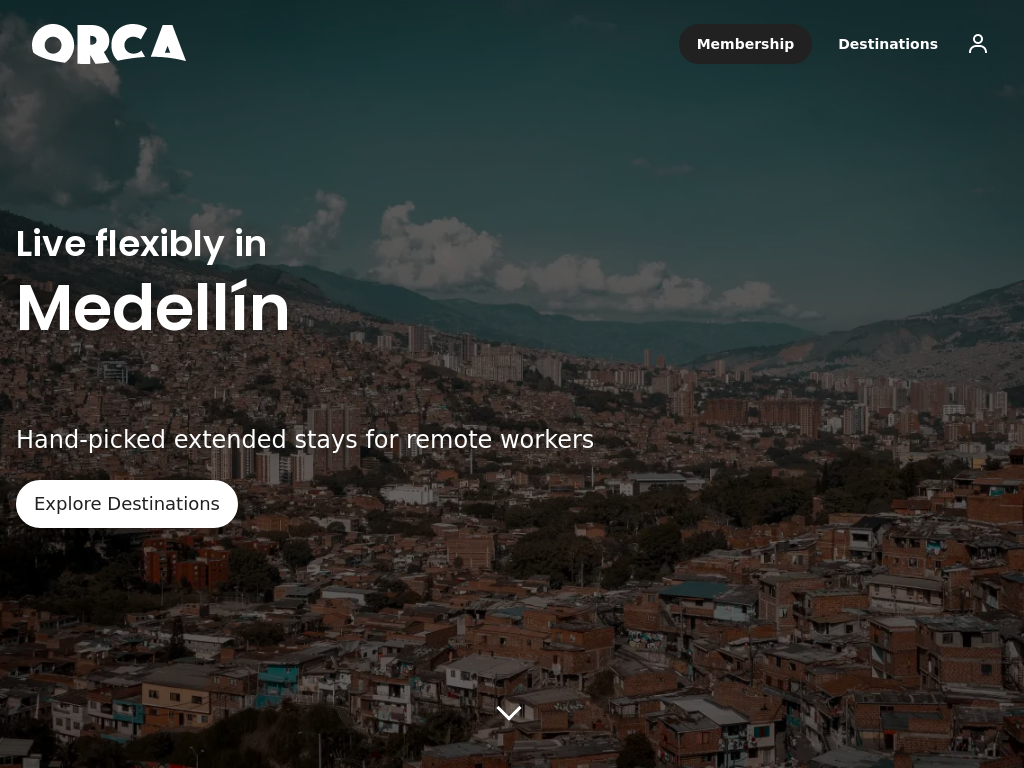 ORCA
Membership
Destinations
Live flexibly in
Medellín
Hand-picked extended stays for remote workers
Explore Destinations